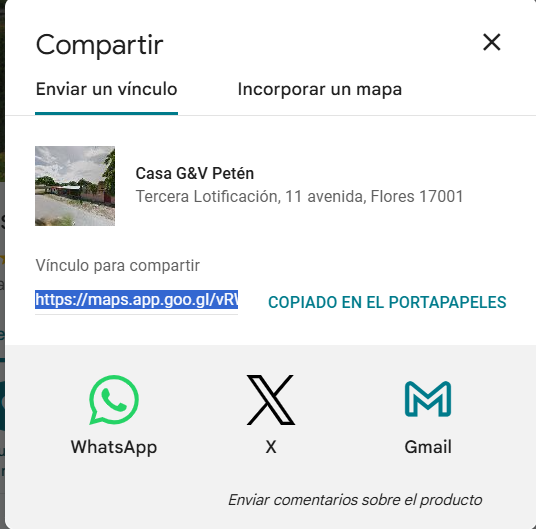 Compartir
Enviar un vínculo
Incorporar un mapa
Casa G&V Petén
Tercera Lotificación, 11 avenida, Flores 17001
Vínculo para compartir
https://maps.app.goo.gl/vR
COPIADO EN EL PORTAPAPELES
WhatsApp
X
Gmail
Enviar comentarios sobre el producto